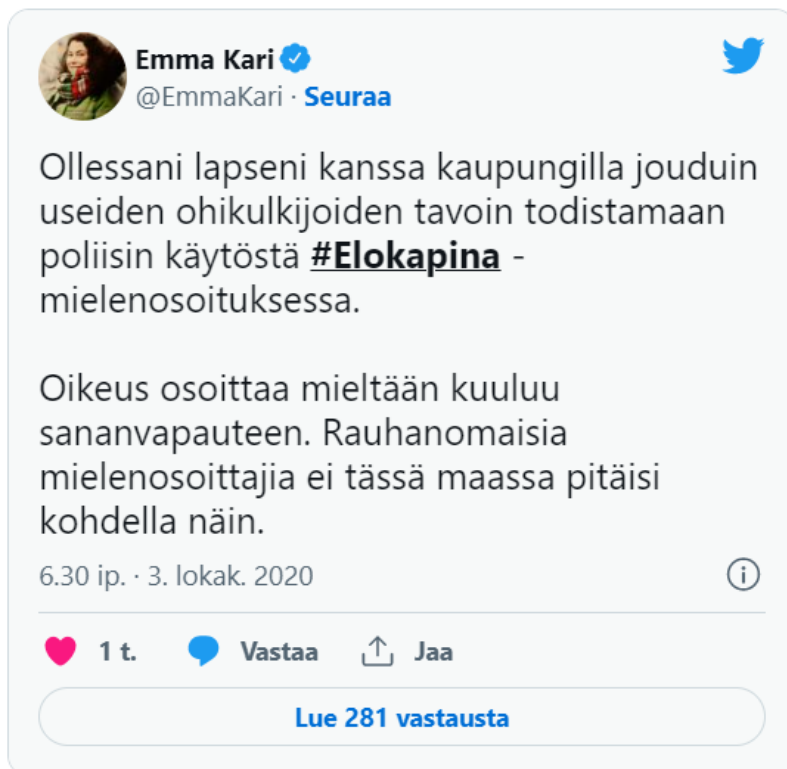 Emma Kari
@EmmaKari · Seuraa
Ollessani lapseni kanssa kaupungilla jouduin
useiden ohikulkijoiden tavoin todistamaan
poliisin käytöstä #Elokapina -
mielenosoituksessa.
Oikeus osoittaa mieltään kuuluu
sananvapauteen. Rauhanomaisia
mielenosoittajia ei tässä maassa pitäisi
kohdella näin.
6.30 ip. · 3. lokak. 2020
1 t. Vastaa Jaa
Lue 281 vastausta